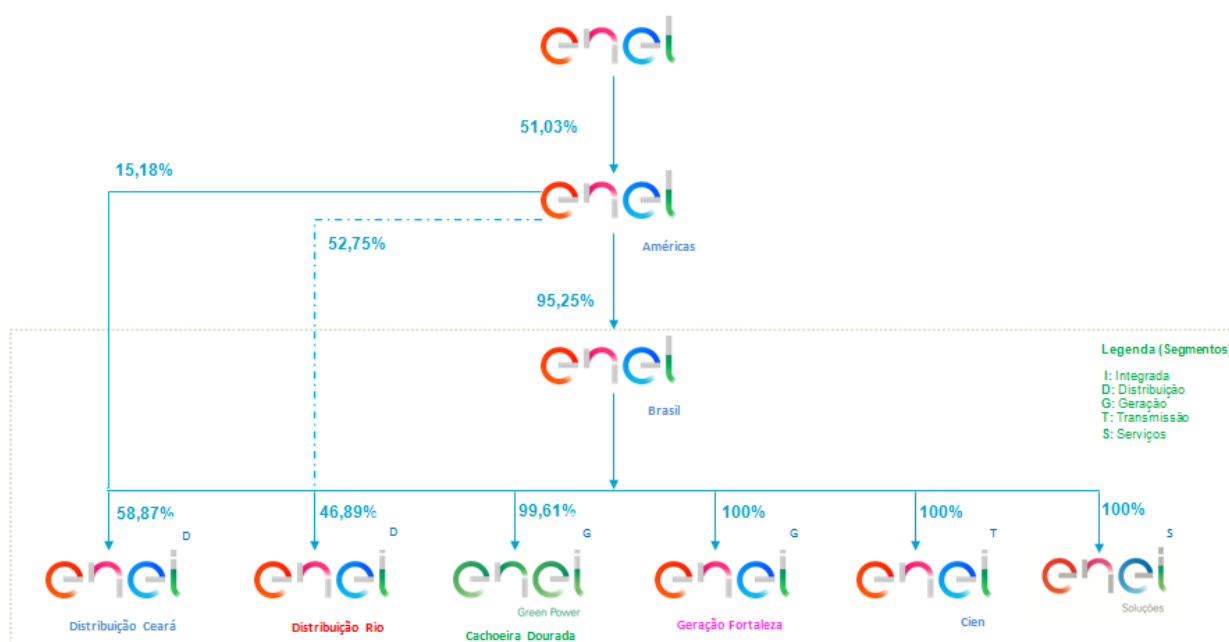 enel
51,03%
15,18%
enel
52,75%
Américas
95,25%
enel
Brasil
Legenda (Segmentos)
I: Integrada
D: Distribuição
G: Geração
T: Transmissão
S: Serviços
58,87%
46,89%
99,61%
100%
100%
100%
D
D
G
G
T
S
enel
enel
enel
enel
enel
enel
Green Power
Soluções
Distribuição Ceará
Distribuição Rio
Cachoeira Dourada
Geração Fortaleza
Cien